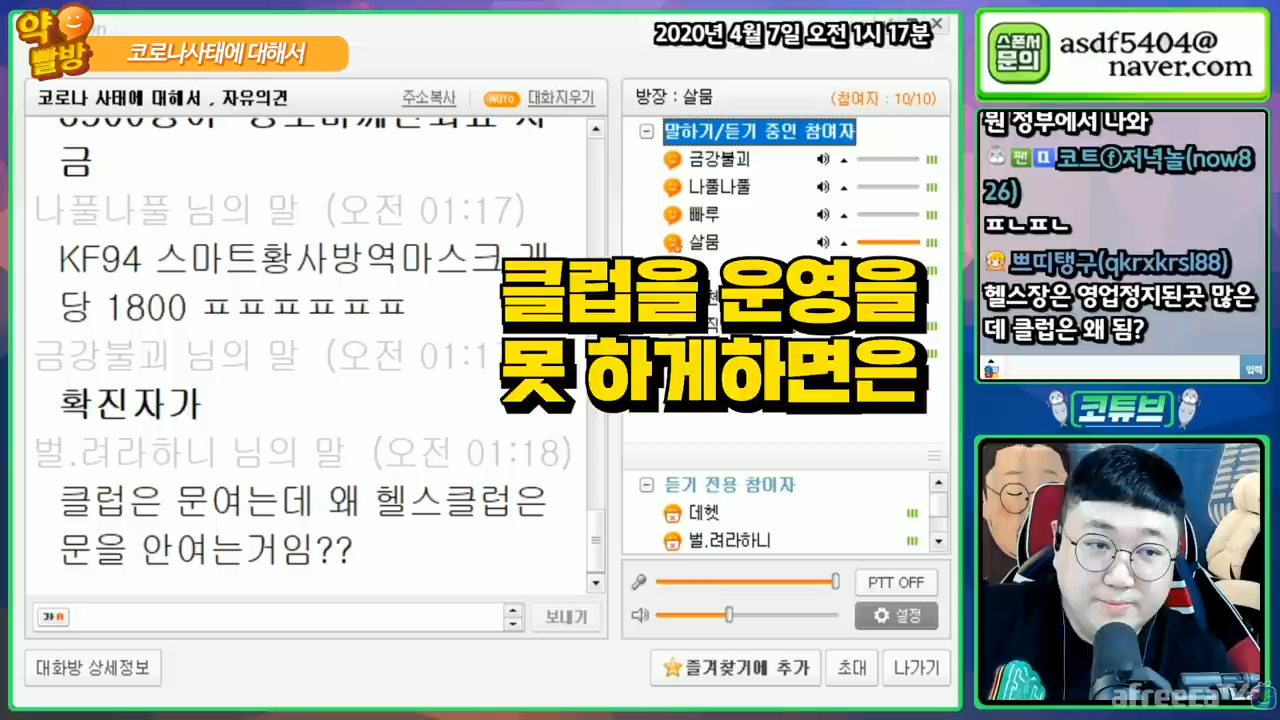 약
빨방
코로나사태에 대해서
2020년 4월 7일 오전 1시 17분
코로나 사태에 대해서 , 자유의견
주소복사
AUTO
대화지우기
금
나풀나풀 님의 말 (오전 01:17)
KF94 스마트황사방역마스크 개
당 1800 ㅍㅍㅍㅍㅍㅍ
금강불괴 님의 말 (오전 01:17
확진자가
벌.려라하니 님의 말 (오전 01:18)
클럽은 문여는데 왜 헬스클럽은
문을 안여는거임??
가A
보내기
대화방 상세정보
방장 : 살뭄
(참여자 : 10/10)
말하기/듣기 중인 참여자
금강불괴
나풀나풀
빠루
살뭄
클럽을 운영을
못 하게하면은
듣기 전용 참여자
데헷
벌.려라하니
PTT OFF
설정
즐겨찾기에 추가
초대
나가기
스폰서
문의
asdf5404@
naver.com
뭔 정부에서 나와
팬 코트ⓕ저녁놀(now8
26)
ㅍㄴㅍㄴ
쁘띠탱구(qkrxkrsl88)
헬스장은 영업정지된곳 많은
데 클럽은 왜 됨?
입력
코튜브
afreecaTV